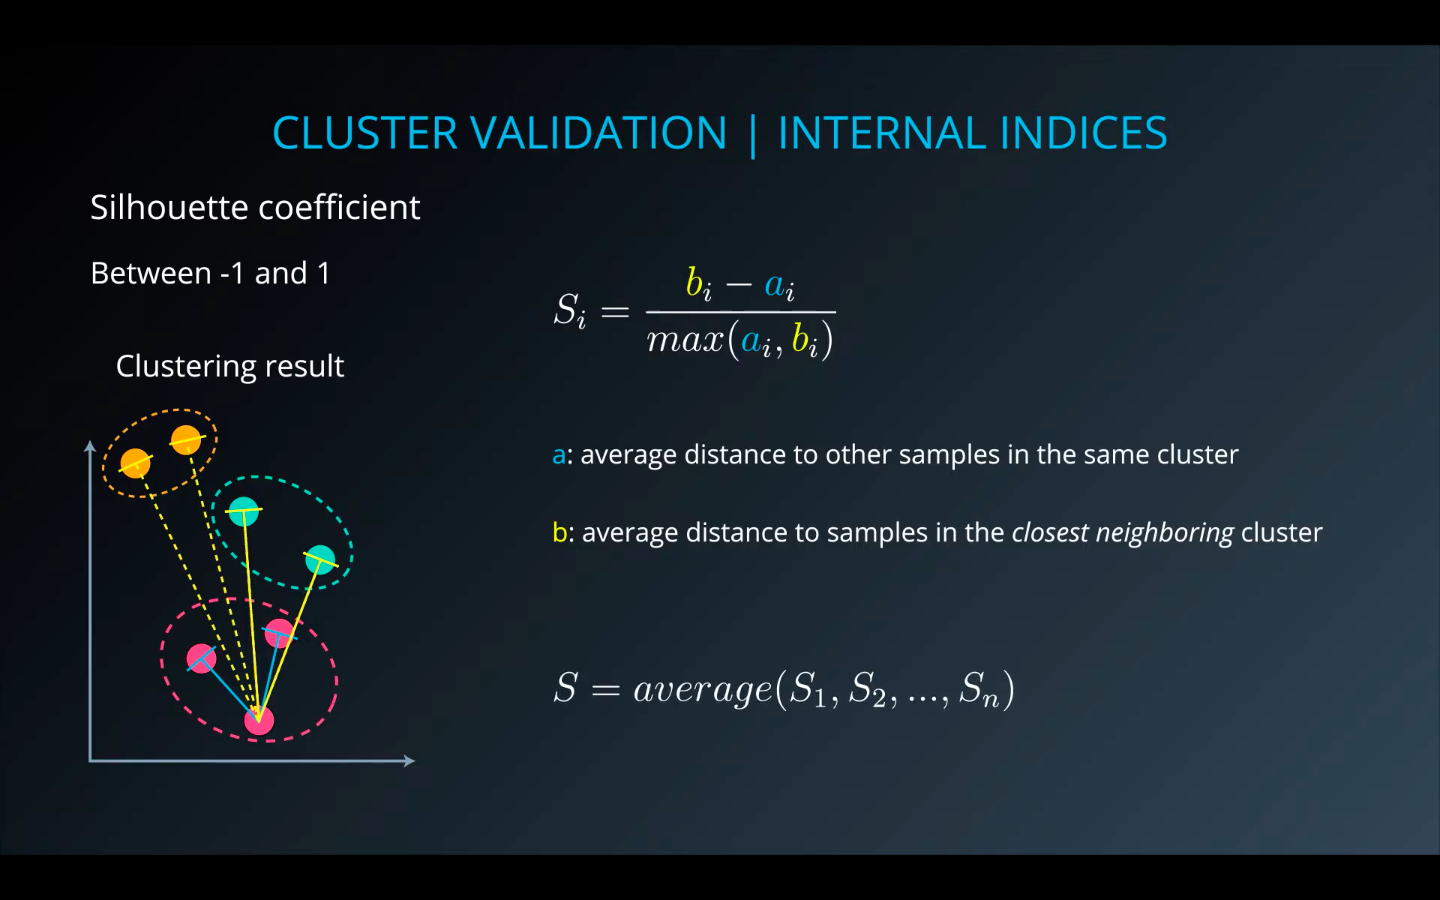 CLUSTER VALIDATION | INTERNAL INDICES
Silhouette coefficient
Between -1 and 1
Clustering result
S_i = \frac{b_i - a_i}{max(a_i, b_i)}
a: average distance to other samples in the same cluster
b: average distance to samples in the closest neighboring cluster
S = average(S_1, S_2, ..., S_n)